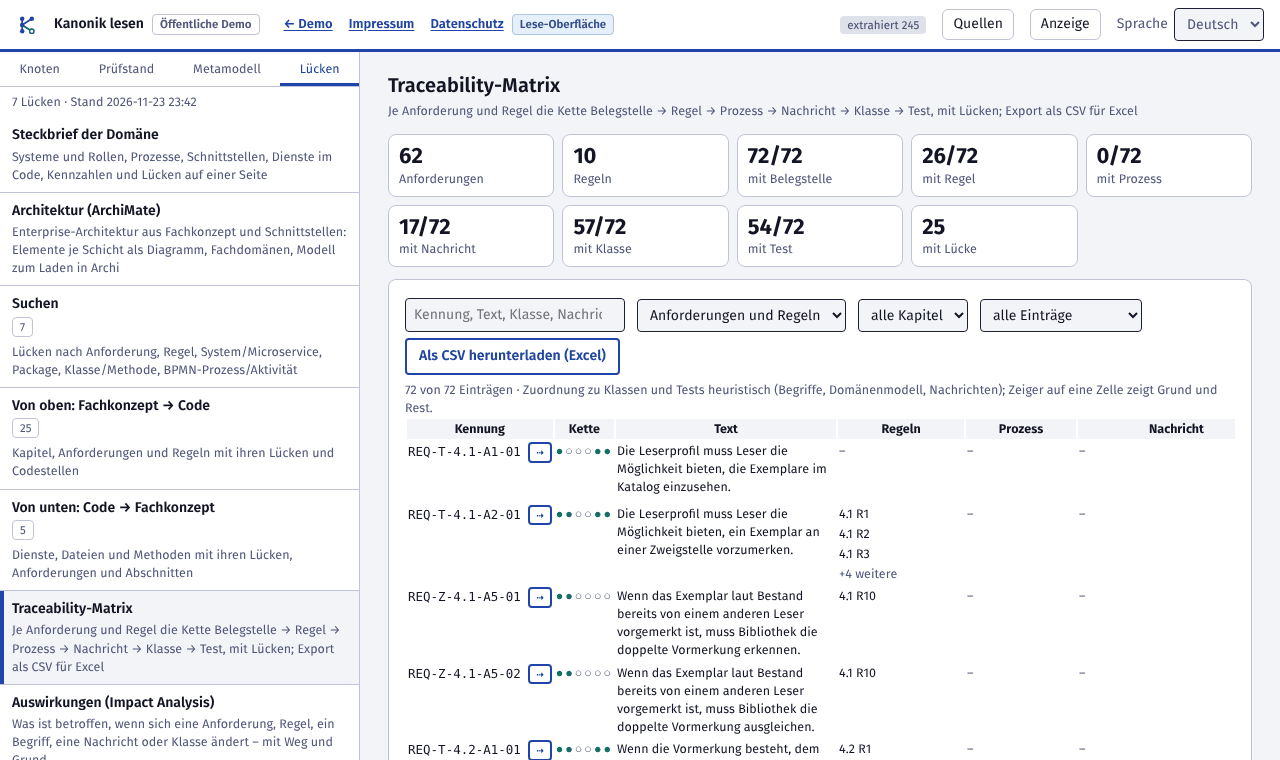 Kanonik lesen
Öffentliche Demo
← Demo
Impressum
Datenschutz
Lese-Oberfläche
extrahiert 245
Quellen
Anzeige
Sprache
Deutsch
Knoten
Prüfstand
Metamodell
Lücken
7 Lücken · Stand 2026-11-23 23:42
Steckbrief der Domäne
Systeme und Rollen, Prozesse, Schnittstellen, Dienste im
Code, Kennzahlen und Lücken auf einer Seite
Architektur (ArchiMate)
Enterprise-Architektur aus Fachkonzept und Schnittstellen:
Elemente je Schicht als Diagramm, Fachdomänen, Modell
zum Laden in Archi
Suchen
7
Lücken nach Anforderung, Regel, System/Microservice,
Package, Klasse/Methode, BPMN-Prozess/Aktivität
Von oben: Fachkonzept → Code
25
Kapitel, Anforderungen und Regeln mit ihren Lücken und
Codestellen
Von unten: Code → Fachkonzept
5
Dienste, Dateien und Methoden mit ihren Lücken,
Anforderungen und Abschnitten
Traceability-Matrix
Je Anforderung und Regel die Kette Belegstelle → Regel →
Prozess → Nachricht → Klasse → Test, mit Lücken; Export
als CSV für Excel
Auswirkungen (Impact Analysis)
Was ist betroffen, wenn sich eine Anforderung, Regel, ein
Begriff, eine Nachricht oder Klasse ändert – mit Weg und
Grund
Traceability-Matrix
Je Anforderung und Regel die Kette Belegstelle → Regel → Prozess → Nachricht → Klasse → Test, mit Lücken; Export als CSV für Excel
62
Anforderungen
10
Regeln
72/72
mit Belegstelle
26/72
mit Regel
0/72
mit Prozess
17/72
mit Nachricht
57/72
mit Klasse
54/72
mit Test
25
mit Lücke
Kennung, Text, Klasse, Nachric
Anforderungen und Regeln
alle Kapitel
alle Einträge
Als CSV herunterladen (Excel)
72 von 72 Einträgen · Zuordnung zu Klassen und Tests heuristisch (Begriffe, Domänenmodell, Nachrichten); Zeiger auf eine Zelle zeigt Grund und
Rest.
Kennung Kette Text Regeln Prozess Nachricht
REQ-T-4.1-A1-01 ⇢ ●○○○●● Die Leserprofil muss Leser die – – –
Möglichkeit bieten, die Exemplare im
Katalog einzusehen.
REQ-T-4.1-A2-01 ⇢ ●●○○●● Die Leserprofil muss Leser die 4.1 R1 – –
Möglichkeit bieten, ein Exemplar an 4.1 R2
einer Zweigstelle vorzumerken. 4.1 R3
+4 weitere
REQ-Z-4.1-A5-01 ⇢ ●●○○○○ Wenn das Exemplar laut Bestand 4.1 R10 – –
bereits von einem anderen Leser
vorgemerkt ist, muss Bibliothek die
doppelte Vormerkung erkennen.
REQ-Z-4.1-A5-02 ⇢ ●●○○○○ Wenn das Exemplar laut Bestand 4.1 R10 – –
bereits von einem anderen Leser
vorgemerkt ist, muss Bibliothek die
doppelte Vormerkung ausgleichen.
REQ-T-4.2-A1-01 ⇢ ●●○○●● Wenn die Vormerkung besteht, dem 4.2 R1 – –